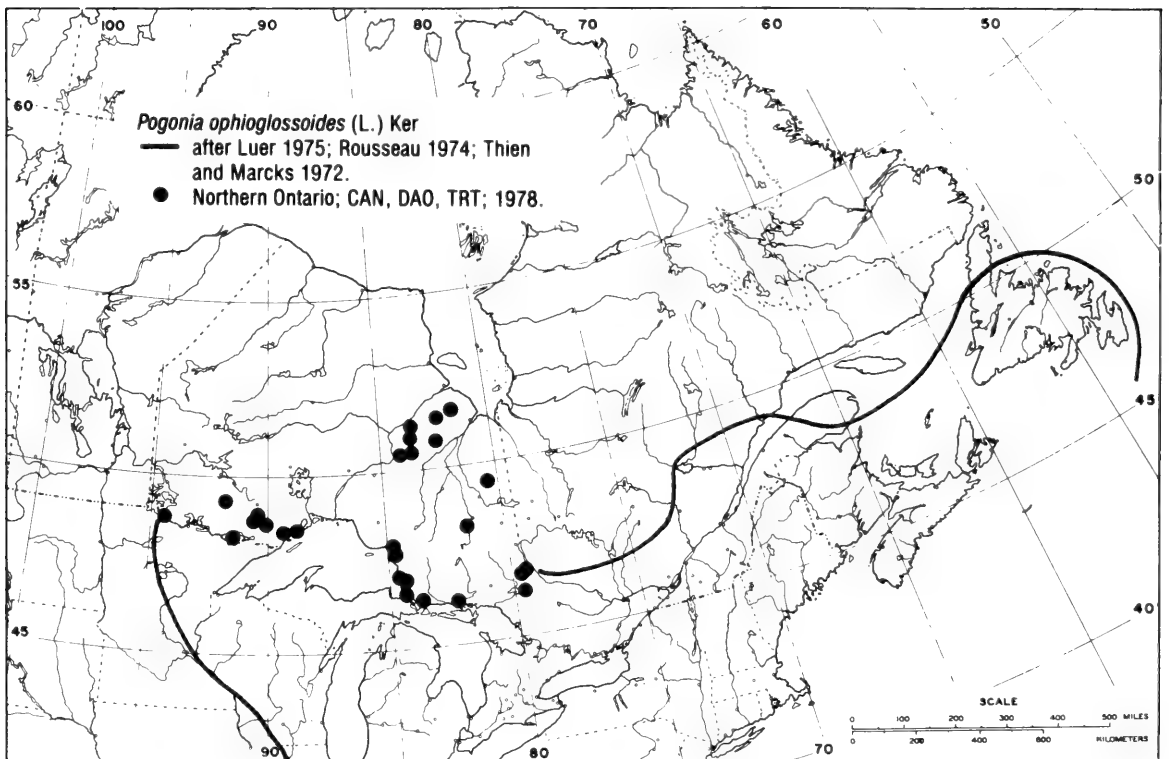 100 90 80 70 60 50
60
Pogonia ophioglossoides (L.) Ker
after Luer 1975; Rousseau 1974; Thien
and Marcks 1972.
Northern Ontario; CAN, DAO, TRT; 1978.
50
55
45
40
45
SCALE
0 100 200 300 400 500 MILES
0 200 400 800 KILOMETERS
90 80 70